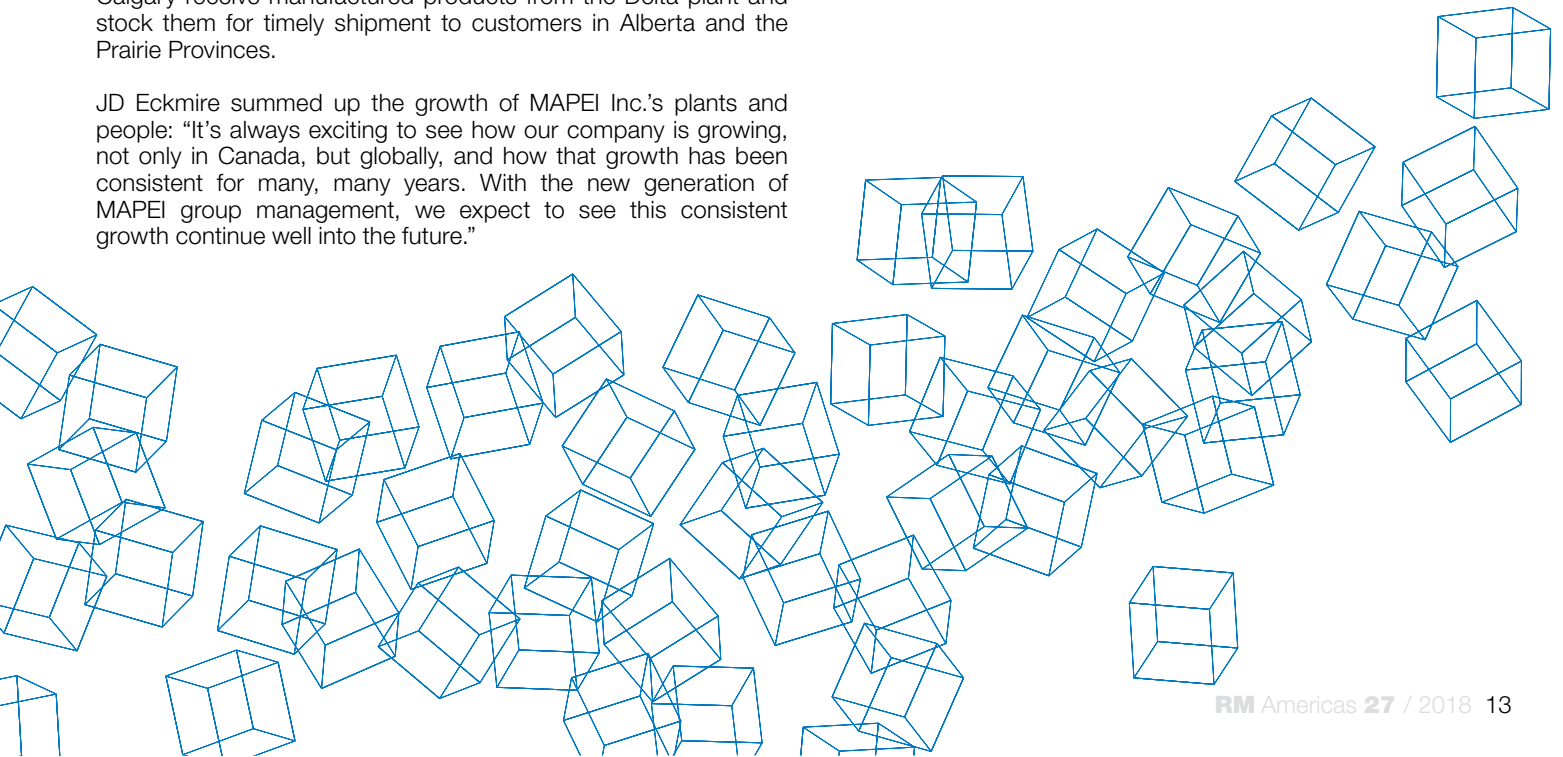 Calgary receive manufactured products from the Delta plant and
stock them for timely shipment to customers in Alberta and the
Prairie Provinces.
JD Eckmire summed up the growth of MAPEI Inc.'s plants and
people: “It's always exciting to see how our company is growing,
not only in Canada, but globally, and how that growth has been
consistent for many, many years. With the new generation of
MAPEI group management, we expect to see this consistent
growth continue well into the future.”
RM Americas 27 / 2018 13